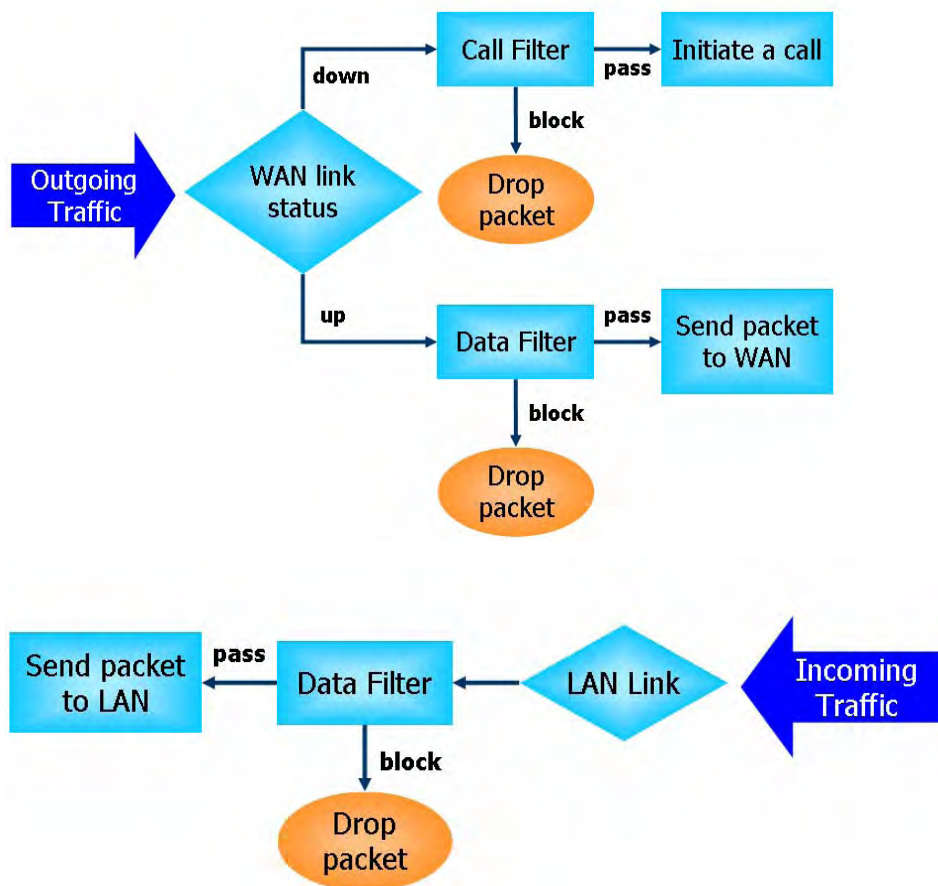 Outgoing
Traffic
WAN link
status
down
Call Filter
pass
Initiate a call
block
Drop
packet
up
Data Filter
pass
Send packet
to WAN
block
Drop
packet
Incoming
Traffic
LAN Link
Data Filter
pass
Send packet
to LAN
block
Drop
packet